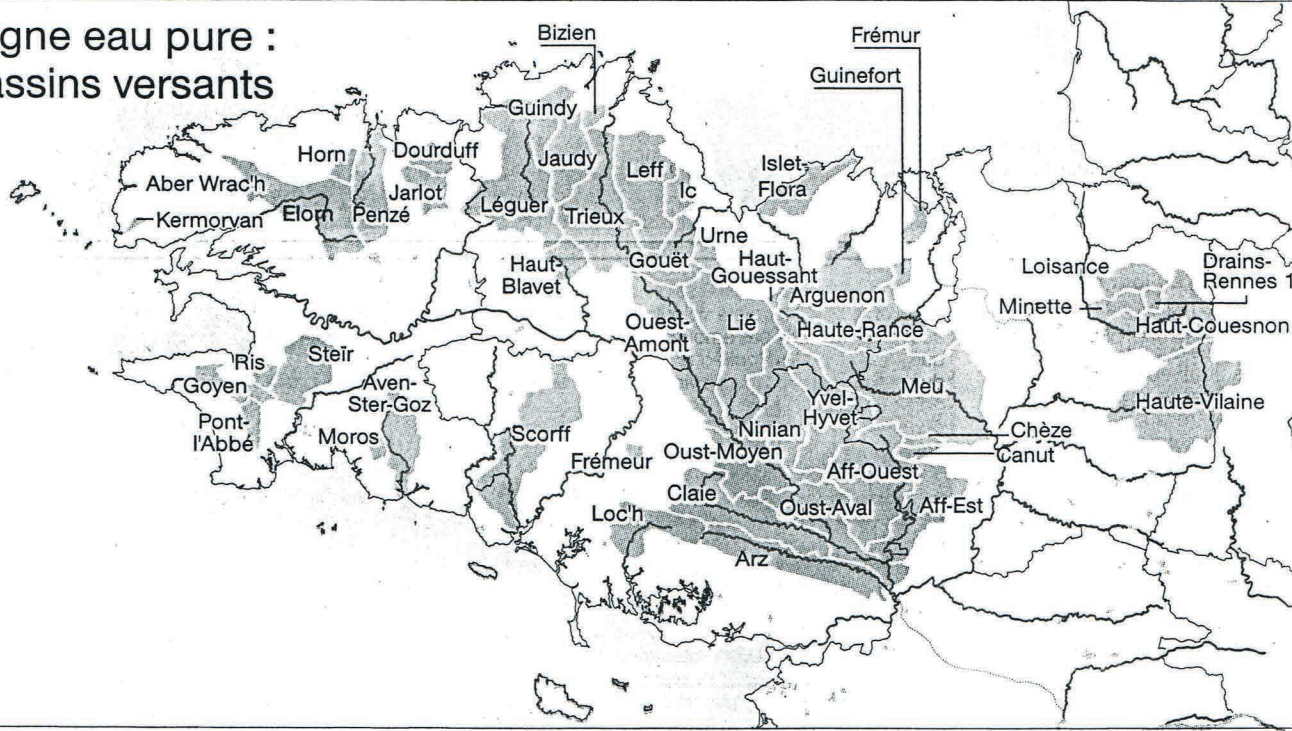 gne eau pure :
assins versants
Bizien
Frémur
Guinefort
Guindy
Horn
Dourduff
Jaudy
Leff
Islet-
Flora
Aber Wrac'h
Jarlot
Ic
Kermorvan
Elorn
Penzé
Léguer
Trieux
Urne
Gouët
Haut-
Gouessant
Haut-
Blavet
Loisance
Drains-
Rennes 1
Arguenon
Minette
Ouest-
Amont
Lié
Haute-Rance
Haut-Couesnon
Ris
Steïr
Goyen
Aven-
Ster-Goz
Meu
Yvel-
Hyvet
Haute-Vilaine
Pont-
l'Abbé
Moros
Scorff
Ninian
Chèze
Canut
Frémeur
Oust-Moyen
Aff-Ouest
Claie
Oust-Aval
Aff-Est
Loc'h
Arz